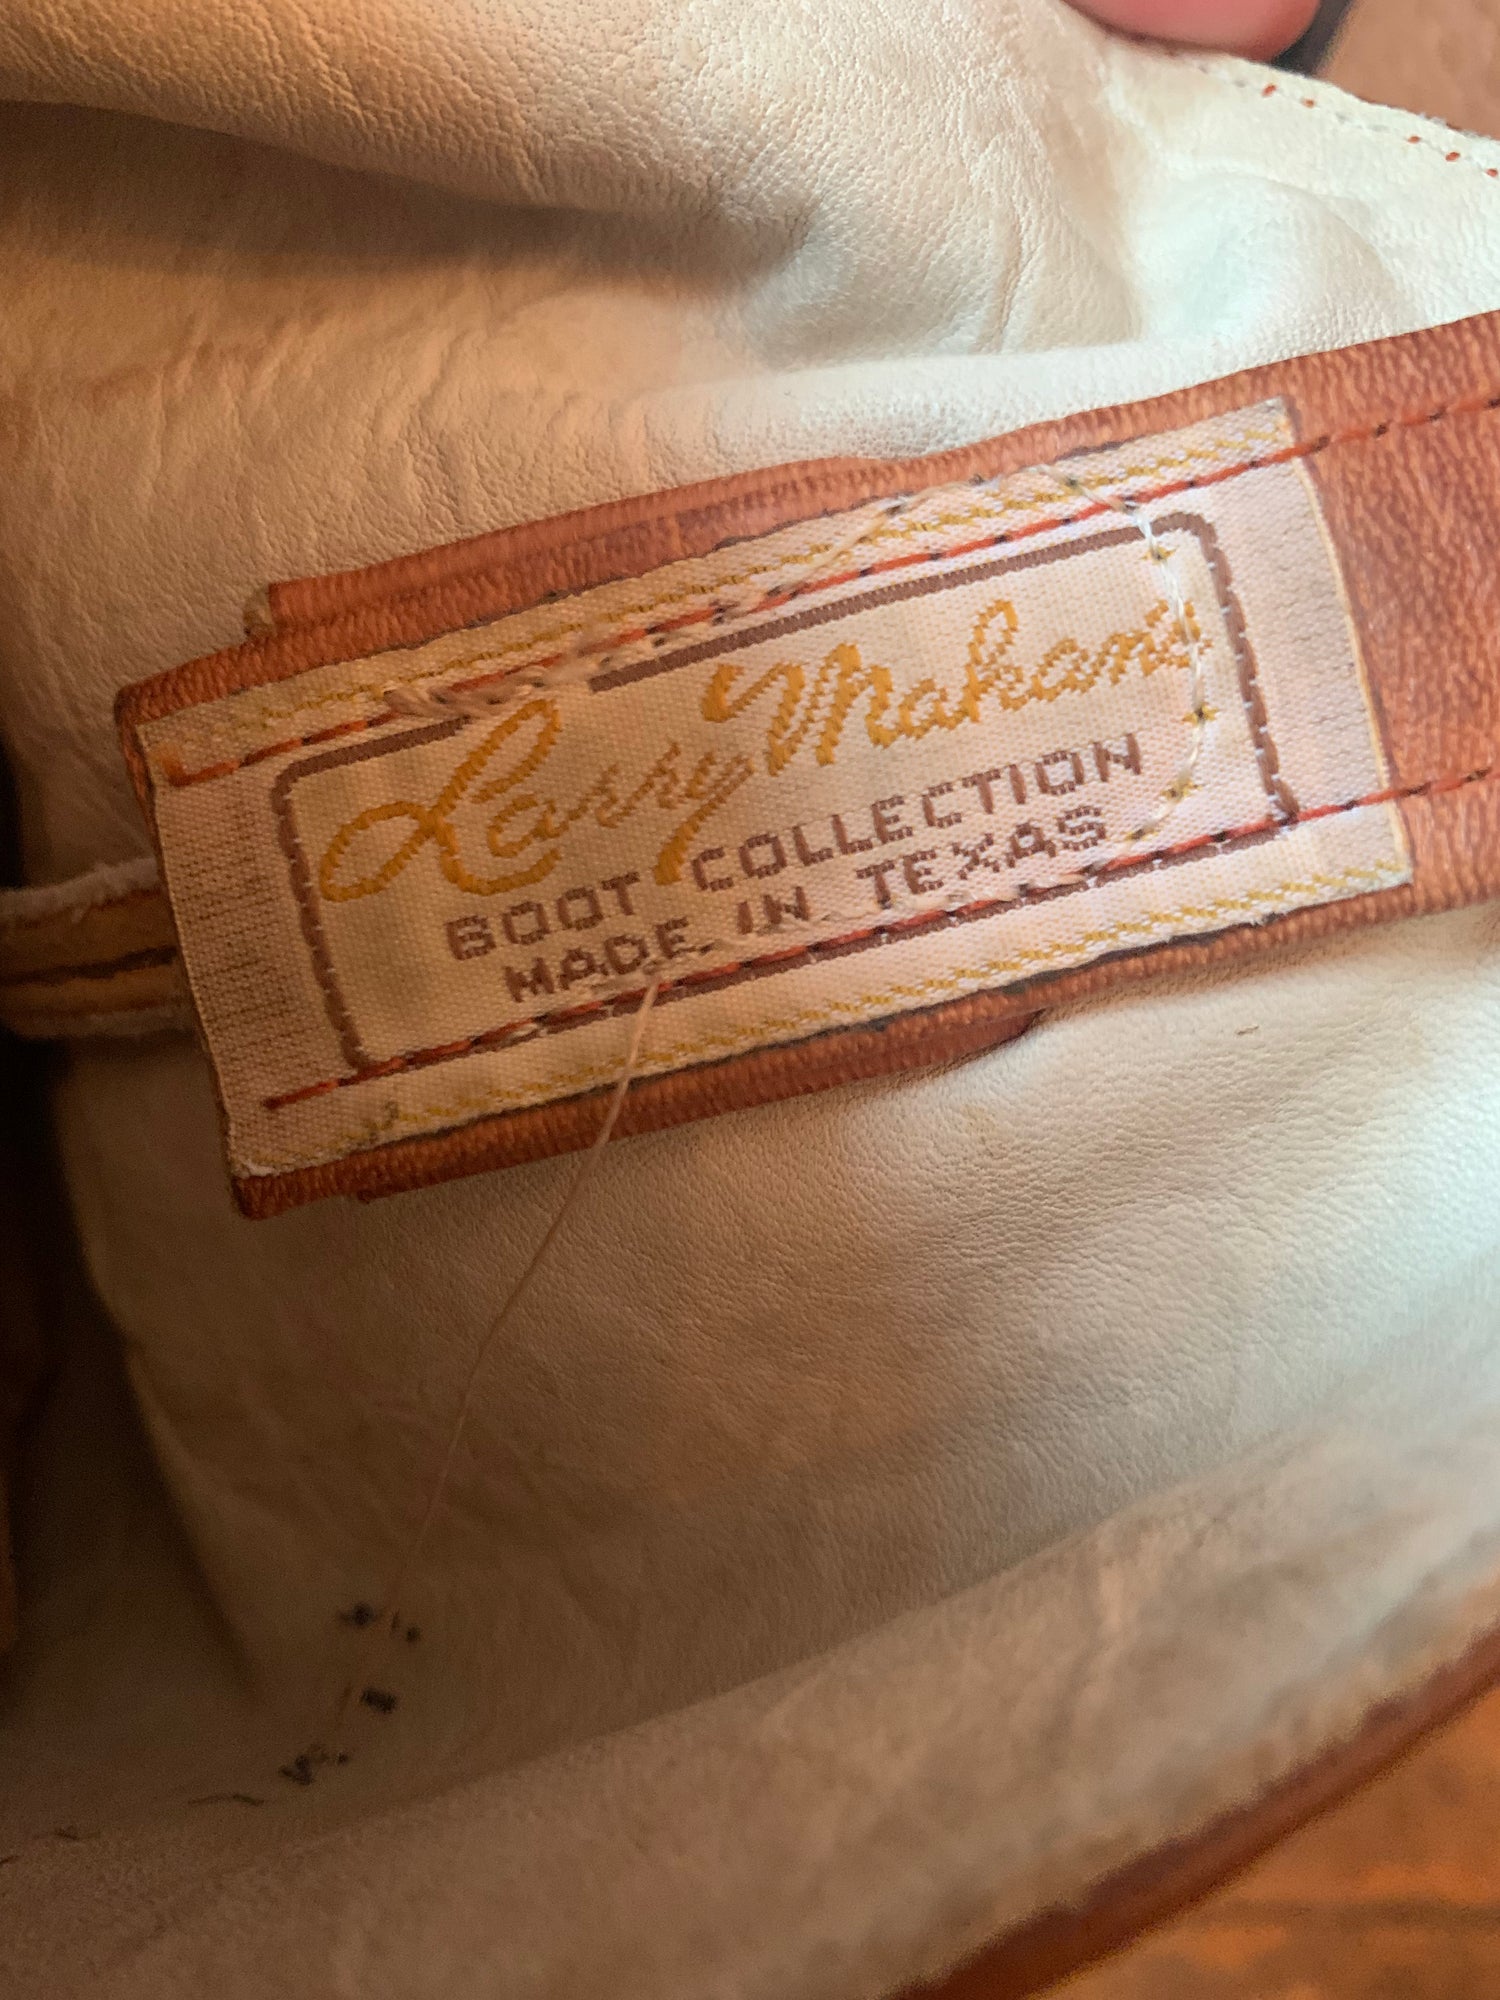 Larry Mahan's
BOOT COLLECTION
MADE IN TEXAS